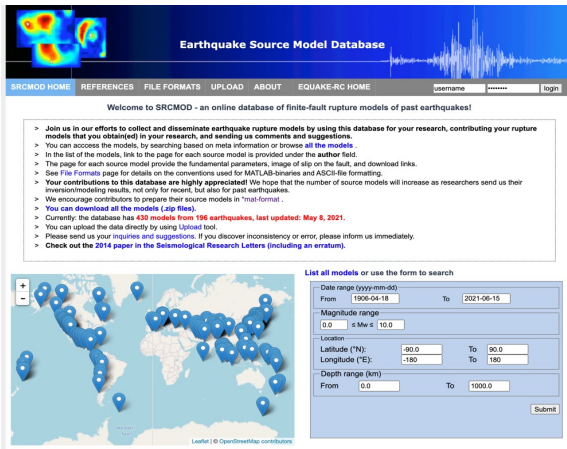 Earthquake Source Model Database
SRCMOD HOME REFERENCES FILE FORMATS UPLOAD ABOUT EQUAKE-RC HOME username •••••••• login
Welcome to SRCMOD - an online database of finite-fault rupture models of past earthquakes!
> Join us in our efforts to collect and disseminate earthquake rupture models by using this database for your research, contributing your rupture
models that you obtain(ed) in your research, and sending us comments and suggestions.
> You can acccess the models, by searching based on meta information or browse all the models .
> In the list of the models, link to the page for each source model is provided under the author field.
> The page for each source model provide the fundamental parameters, image of slip on the fault, and download links.
> See File Formats page for details on the conventions used for MATLAB-binaries and ASCII-file formatting.
> Your contributions to this database are highly appreciated! We hope that the number of source models will increase as researchers send us their
inversion/modeling results, not only for recent, but also for past earthquakes.
> We encourage contributors to prepare their source models in "mat-format .
> You can download all the models (.zip files).
> Currently: the database has 430 models from 196 earthquakes, last updated: May 8, 2021.
> You can upload the data directly by using Upload tool.
> Please send us your inquiries and suggestions. If you discover inconsistency or error, please inform us immediately.
> Check out the 2014 paper in the Seismological Research Letters (including an erratum).
+
−
Leaflet | © OpenStreetMap contributors
List all models or use the form to search
Date range (yyyy-mm-dd)
From 1906-04-18 To 2021-06-15
Magnitude range
0.0 ≤ Mw ≤ 10.0
Location
Latitude (°N): -90.0 To 90.0
Longitude (°E): -180 To 180
Depth range (km)
From 0.0 To 1000.0
Submit